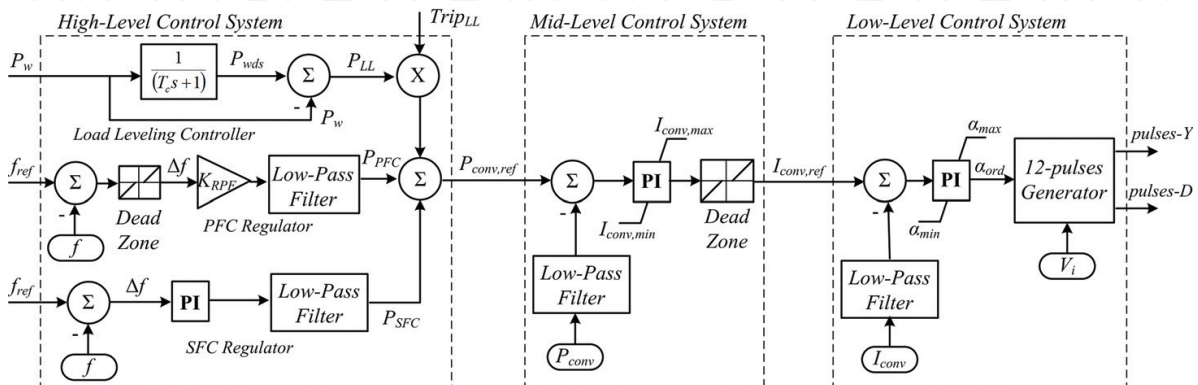 High-Level Control System
Trip_LL
P_w
1
(T_c s+1)
P_wds
Σ
P_LL
X
-
P_w
Load Leveling Controller
f_ref
Σ
-
f
Dead
Zone
Δf
K_RPF
Low-Pass
Filter
P_PFC
Σ
PFC Regulator
f_ref
Σ
-
f
Δf
PI
Low-Pass
Filter
P_SFC
SFC Regulator
P_conv,ref
Mid-Level Control System
Σ
-
I_conv,max
PI
I_conv,min
Dead
Zone
Low-Pass
Filter
P_conv
I_conv,ref
Low-Level Control System
Σ
-
α_max
PI
α_ord
α_min
Low-Pass
Filter
I_conv
12-pulses
Generator
V_i
pulses-Y
pulses-D